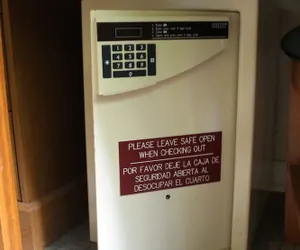 PLEASE LEAVE SAFE OPEN
WHEN CHECKING OUT
POR FAVOR DEJE LA CAJA DE
SEGURIDAD ABIERTA AL
DESOCUPAR EL CUARTO